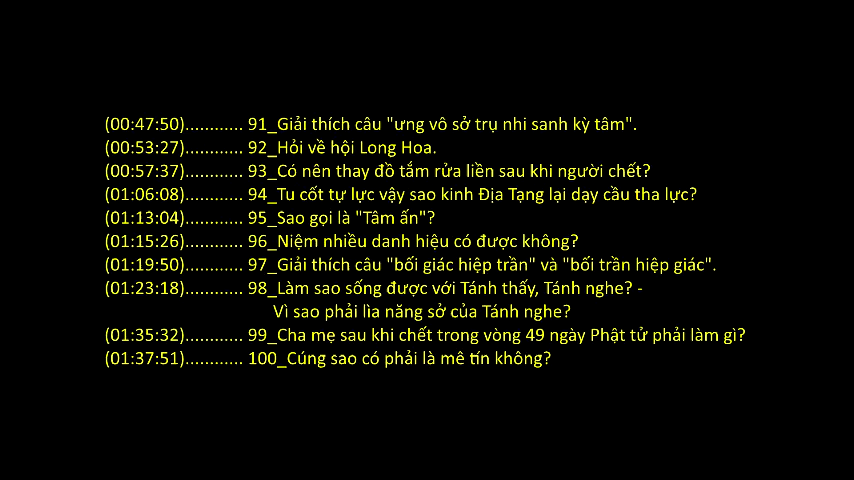 (00:47:50)............ 91_Giải thích câu "ưng vô sở trụ nhi sanh kỳ tâm".
(00:53:27)............ 92_Hỏi về hội Long Hoa.
(00:57:37)............ 93_Có nên thay đồ tắm rửa liền sau khi người chết?
(01:06:08)............ 94_Tu cốt tự lực vậy sao kinh Địa Tạng lại dạy cầu tha lực?
(01:13:04)............ 95_Sao gọi là "Tâm ấn"?
(01:15:26)............ 96_Niệm nhiều danh hiệu có được không?
(01:19:50)............ 97_Giải thích câu "bối giác hiệp trần" và "bối trần hiệp giác".
(01:23:18)............ 98_Làm sao sống được với Tánh thấy, Tánh nghe? -
Vì sao phải lìa năng sở của Tánh nghe?
(01:35:32)............ 99_Cha mẹ sau khi chết trong vòng 49 ngày Phật tử phải làm gì?
(01:37:51)............ 100_Cúng sao có phải là mê tín không?